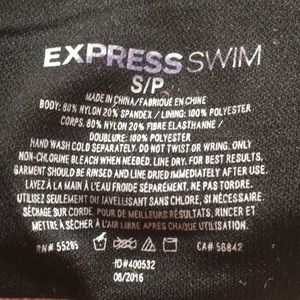 EXPRESS SWIM
S/P
MADE IN CHINA/FABRIQUÉ EN CHINE
BODY: 80% NYLON 20% SPANDEX / LINING: 100% POLYESTER
CORPS: 80% NYLON 20% FIBRE ELASTHANNE /
DOUBLURE: 100% POLYESTER
HAND WASH COLD SEPARATELY. DO NOT TWIST OR WRING. ONLY
NON-CHLORINE BLEACH WHEN NEEDED. LINE DRY. FOR BEST RESULTS,
GARMENT SHOULD BE RINSED AND LINE DRIED IMMEDIATELY AFTER USE.
LAVEZ À LA MAIN À L'EAU FROIDE SÉPARÉMENT. NE PAS TORDRE.
UTILISEZ SEULEMENT DU JAVELLISANT SANS CHLORE, SI NÉCESSAIRE.
SÉCHAGE SUR CORDE. POUR DE MEILLEURS RÉSULTATS, RINCER ET
METTRE À SÉCHER À L'AIR LIBRE APRÈS CHAQUE UTILISATION.
RN# 55285 CA# 56842
ID#400532
08/2016